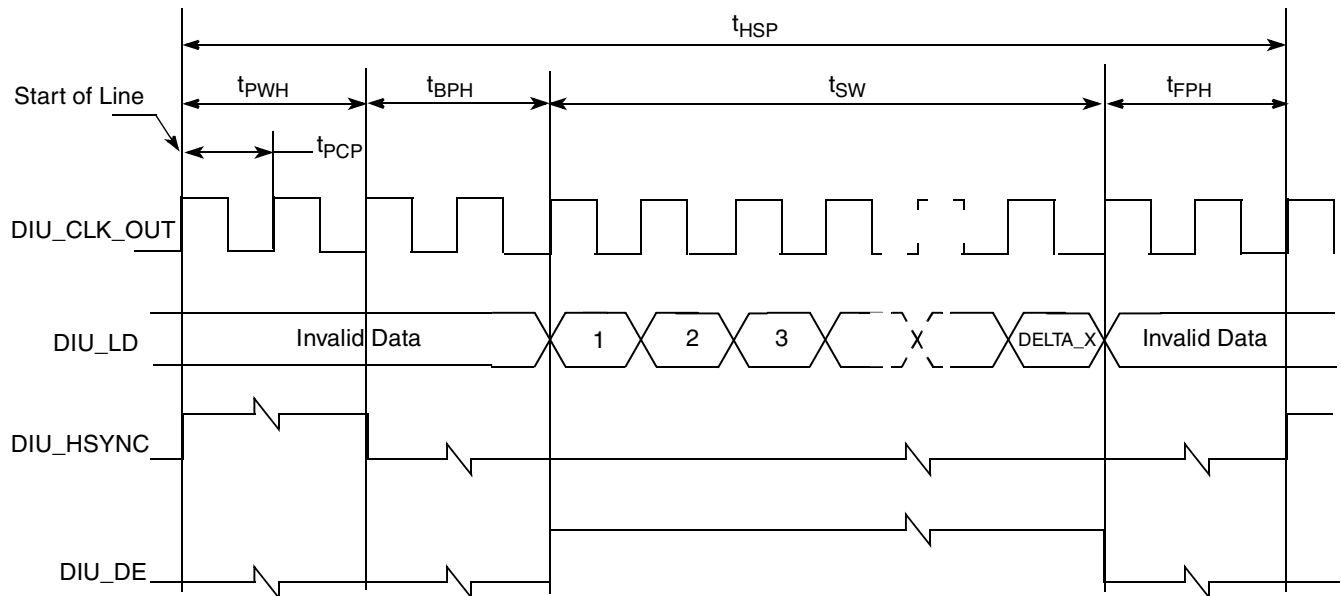 tHSP
tPWH tBPH tSW tFPH
Start of Line
tPCP
DIU_CLK_OUT
DIU_LD Invalid Data 1 2 3 X DELTA_X Invalid Data
DIU_HSYNC
DIU_DE